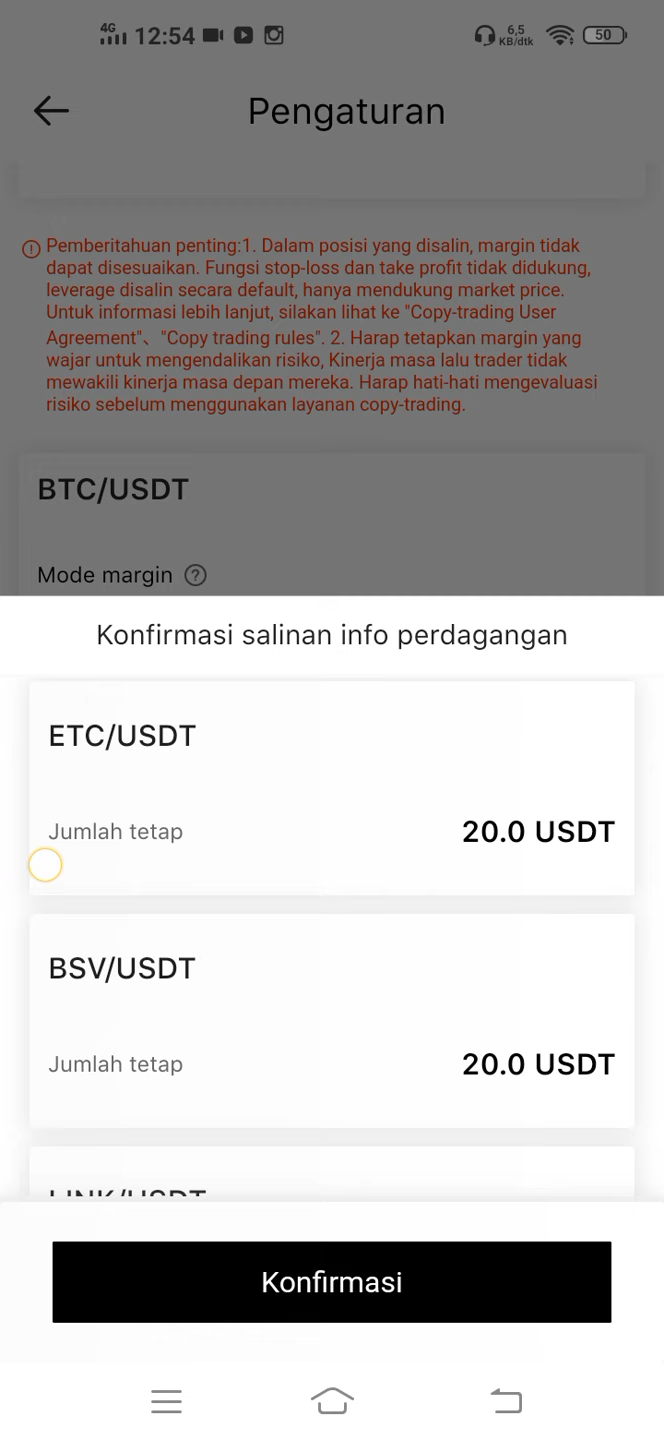 4G 12:54 6,5 KB/dtk 50
Pengaturan
Pemberitahuan penting:1. Dalam posisi yang disalin, margin tidak
dapat disesuaikan. Fungsi stop-loss dan take profit tidak didukung,
leverage disalin secara default, hanya mendukung market price.
Untuk informasi lebih lanjut, silakan lihat ke "Copy-trading User
Agreement"、"Copy trading rules". 2. Harap tetapkan margin yang
wajar untuk mengendalikan risiko, Kinerja masa lalu trader tidak
mewakili kinerja masa depan mereka. Harap hati-hati mengevaluasi
risiko sebelum menggunakan layanan copy-trading.
BTC/USDT
Mode margin ?
Konfirmasi salinan info perdagangan
ETC/USDT
Jumlah tetap 20.0 USDT
BSV/USDT
Jumlah tetap 20.0 USDT
LINK/USDT
Konfirmasi